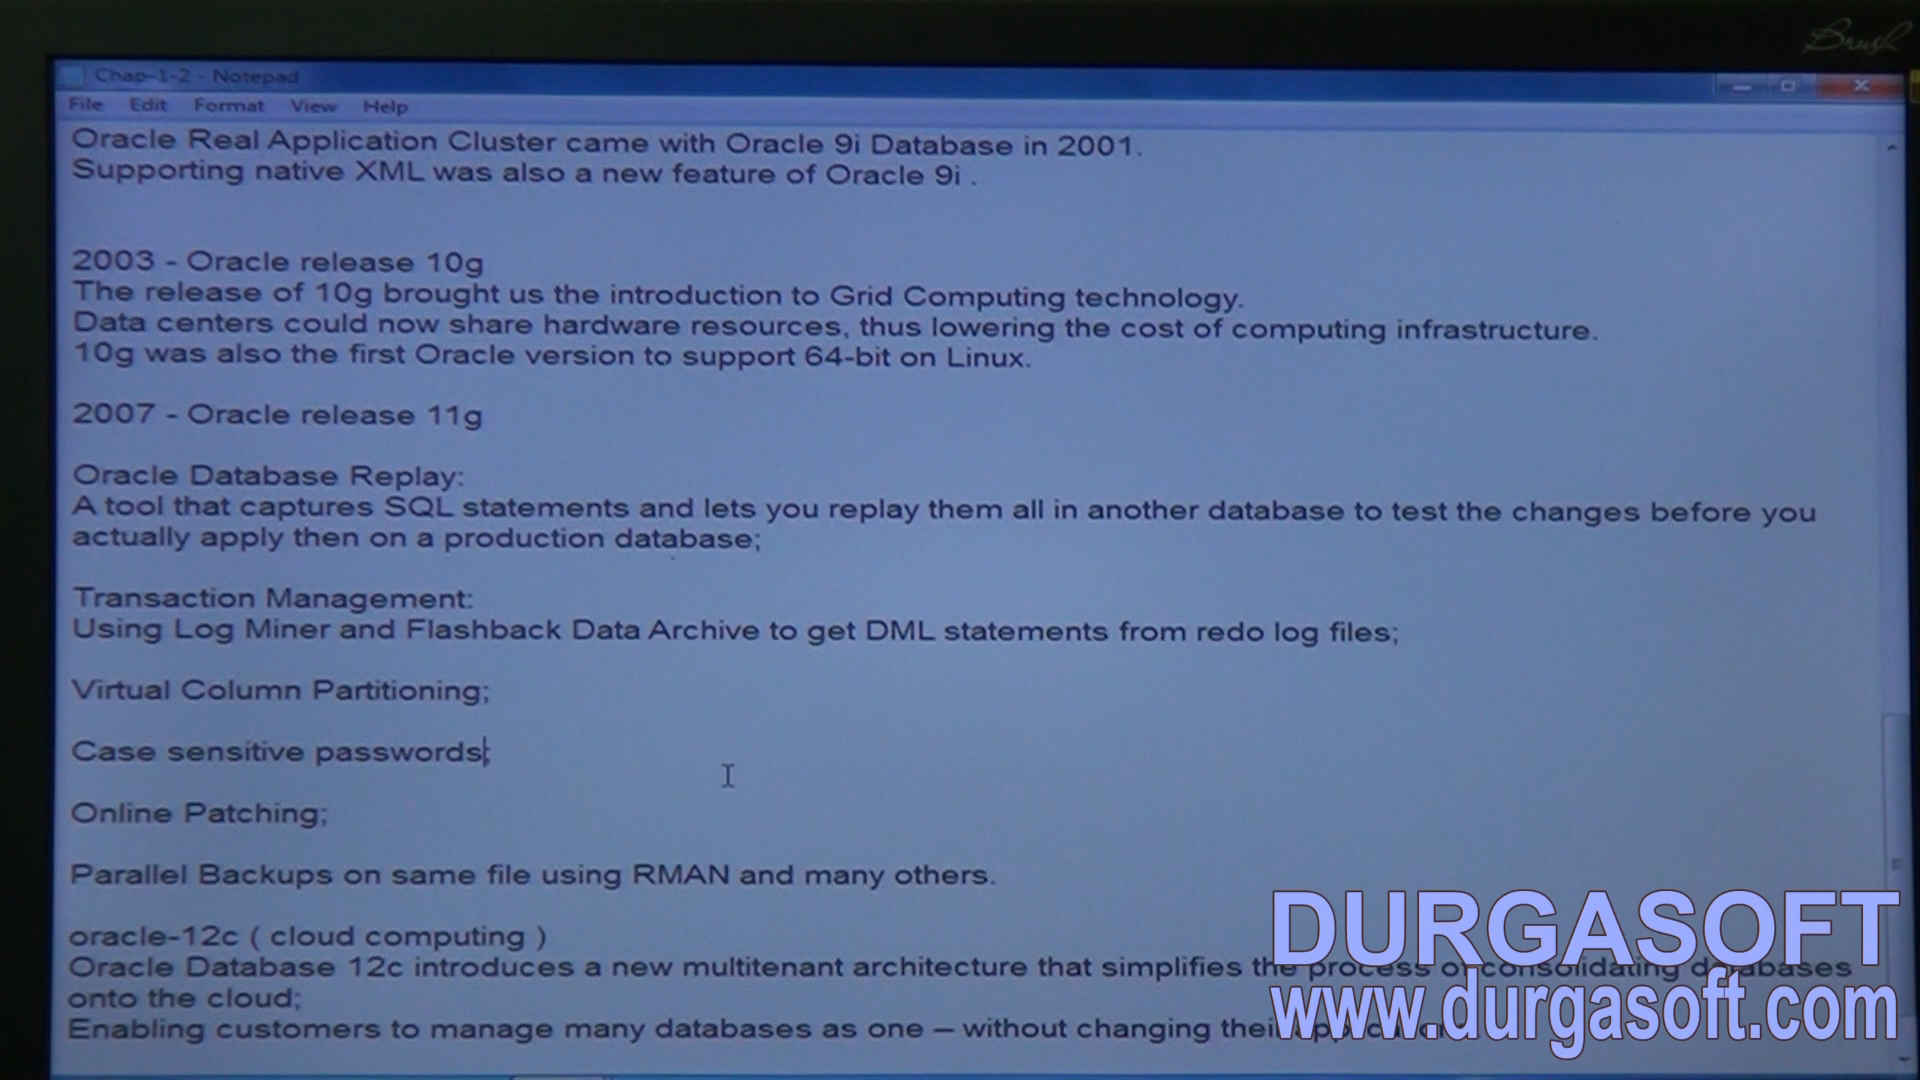 Brush
Chap-1-2 - Notepad
File Edit Format View Help
Oracle Real Application Cluster came with Oracle 9i Database in 2001.
Supporting native XML was also a new feature of Oracle 9i .
2003 - Oracle release 10g
The release of 10g brought us the introduction to Grid Computing technology.
Data centers could now share hardware resources, thus lowering the cost of computing infrastructure.
10g was also the first Oracle version to support 64-bit on Linux.
2007 - Oracle release 11g
Oracle Database Replay:
A tool that captures SQL statements and lets you replay them all in another database to test the changes before you
actually apply then on a production database;
Transaction Management:
Using Log Miner and Flashback Data Archive to get DML statements from redo log files;
Virtual Column Partitioning;
Case sensitive passwords;
Online Patching;
Parallel Backups on same file using RMAN and many others.
oracle-12c ( cloud computing )
Oracle Database 12c introduces a new multitenant architecture that simplifies the process of consolidating databases
onto the cloud;
Enabling customers to manage many databases as one – without changing their
DURGASOFT
www.durgasoft.com